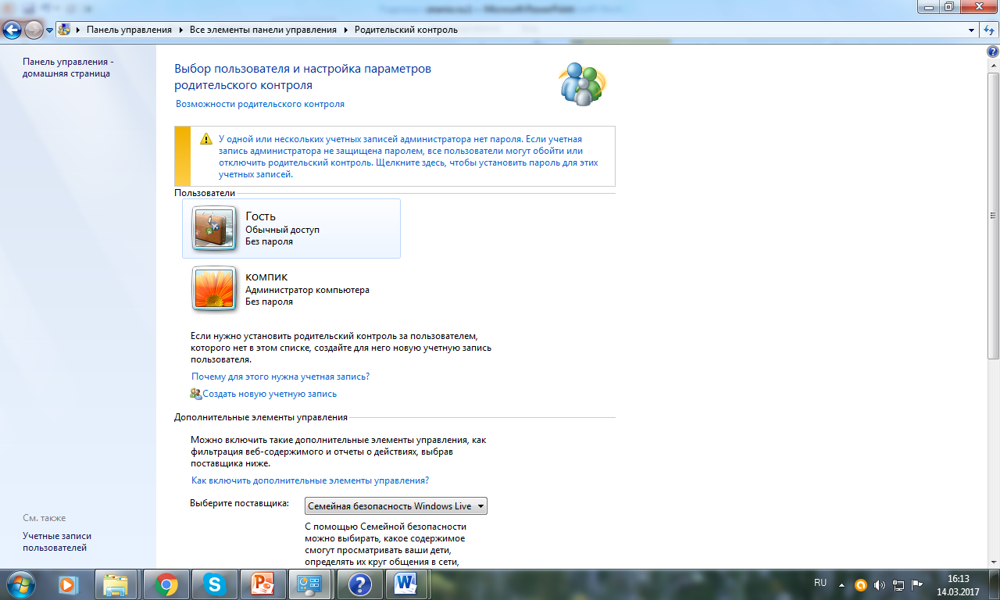 Панель управления
Все элементы панели управления
Родительский контроль
Панель управления -
домашняя страница
Выбор пользователя и настройка параметров
родительского контроля
Возможности родительского контроля
У одной или нескольких учетных записей администратора нет пароля. Если учетная
запись администратора не защищена паролем, все пользователи могут обойти или
отключить родительский контроль. Щелкните здесь, чтобы установить пароль для этих
учетных записей.
Пользователи
Гость
Обычный доступ
Без пароля
компик
Администратор компьютера
Без пароля
Если нужно установить родительский контроль за пользователем,
которого нет в этом списке, создайте для него новую учетную запись
пользователя.
Почему для этого нужна учетная запись?
Создать новую учетную запись
Дополнительные элементы управления
Можно включить такие дополнительные элементы управления, как
фильтрация веб-содержимого и отчеты о действиях, выбрав
поставщика ниже.
Как включить дополнительные элементы управления?
Выберите поставщика:
Семейная безопасность Windows Live
С помощью Семейной безопасности
можно выбирать, какое содержимое
смогут просматривать ваши дети,
определять их круг общения в сети,
См. также
Учетные записи
пользователей
RU
16:13
14.03.2017